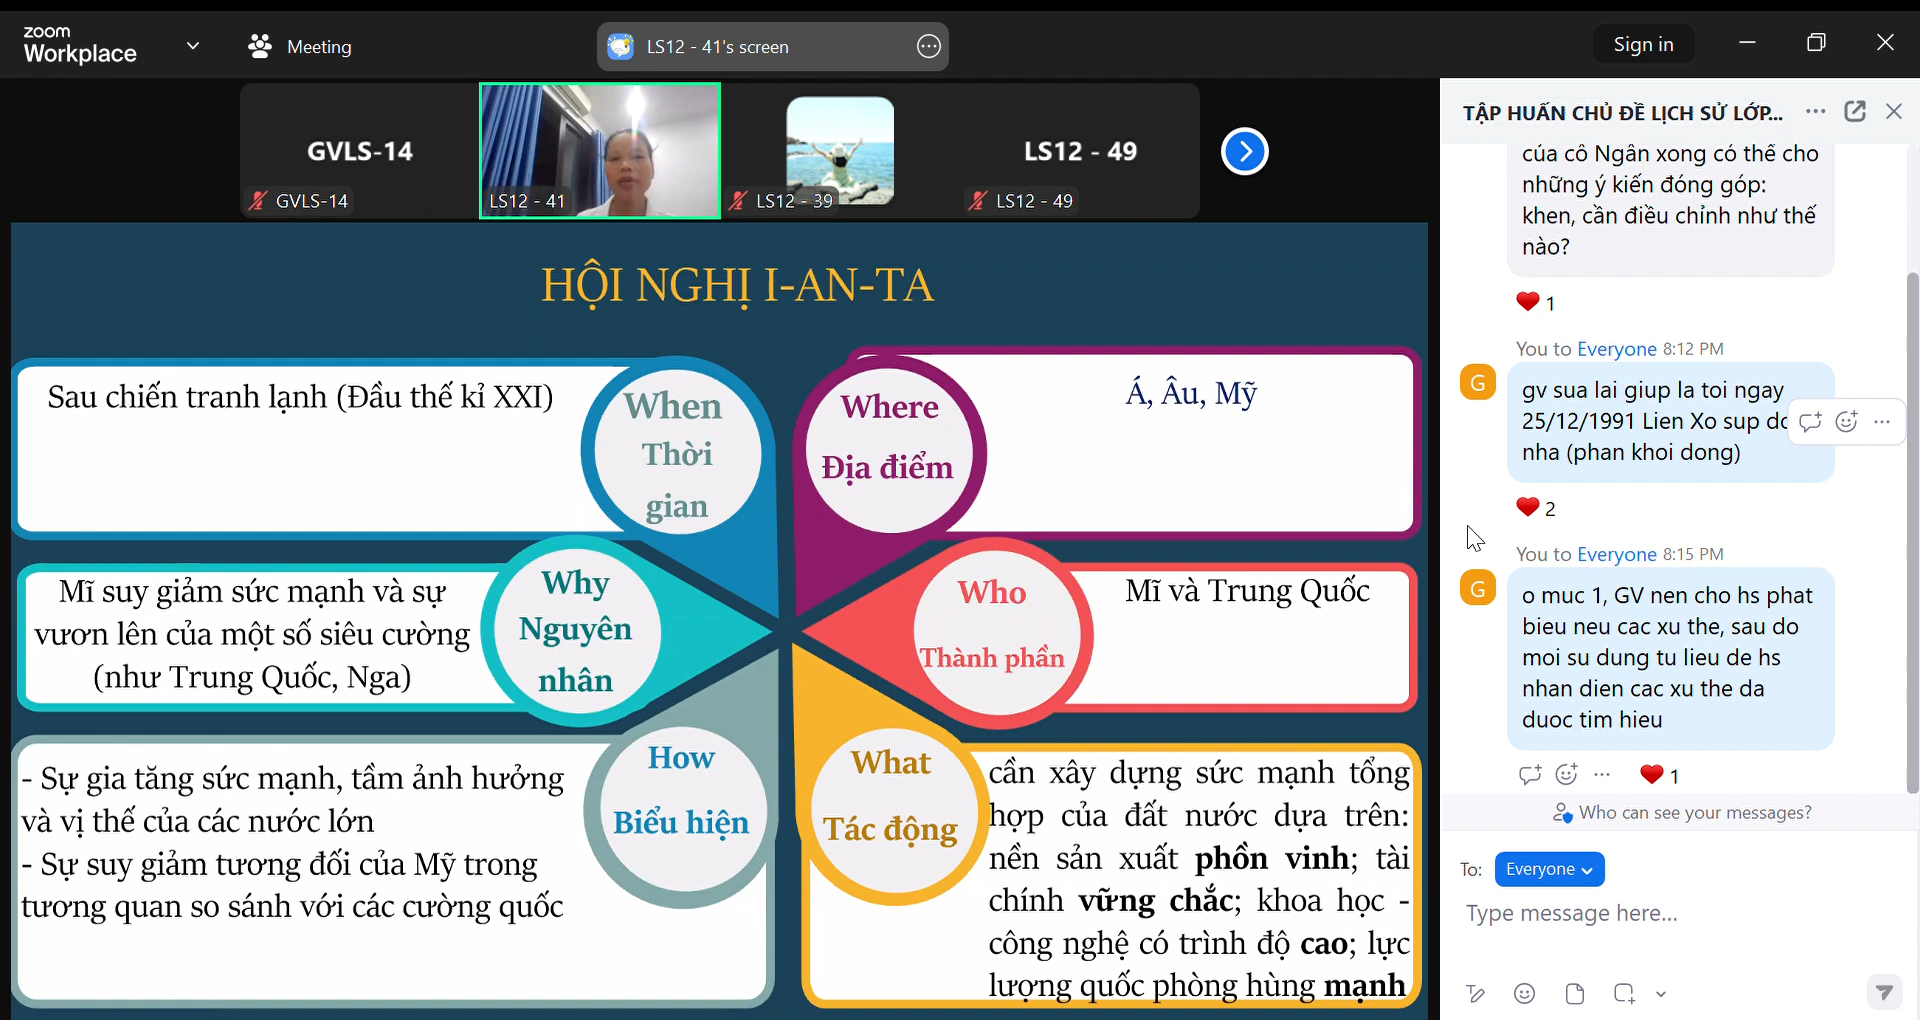 zoom
Workplace
Meeting
LS12 - 41's screen
Sign in
GVLS-14
GVLS-14
LS12 - 41
LS12 - 39
LS12 - 49
LS12 - 49
HỘI NGHỊ I-AN-TA
Sau chiến tranh lạnh (Đầu thế kỉ XXI)
When
Thời
gian
Where
Địa điểm
Á, Âu, Mỹ
Mĩ suy giảm sức mạnh và sự
vươn lên của một số siêu cường
(như Trung Quốc, Nga)
Why
Nguyên
nhân
Who
Thành phần
Mĩ và Trung Quốc
- Sự gia tăng sức mạnh, tầm ảnh hưởng
và vị thế của các nước lớn
- Sự suy giảm tương đối của Mỹ trong
tương quan so sánh với các cường quốc
How
Biểu hiện
What
Tác động
cần xây dựng sức mạnh tổng
hợp của đất nước dựa trên:
nền sản xuất phồn vinh; tài
chính vững chắc; khoa học -
công nghệ có trình độ cao; lực
lượng quốc phòng hùng mạnh
TẬP HUẤN CHỦ ĐỀ LỊCH SỬ LỚP...
của cô Ngân xong có thể cho
những ý kiến đóng góp:
khen, cần điều chỉnh như thế
nào?
1
You to Everyone 8:12 PM
G
gv sua lai giup la toi ngay
25/12/1991 Lien Xo sup
nha (phan khoi dong)
2
You to Everyone 8:15 PM
G
o muc 1, GV nen cho hs phat
bieu neu cac xu the, sau do
moi su dung tu lieu de hs
nhan dien cac xu the da
duoc tim hieu
1
Who can see your messages?
To: Everyone
Type message here...